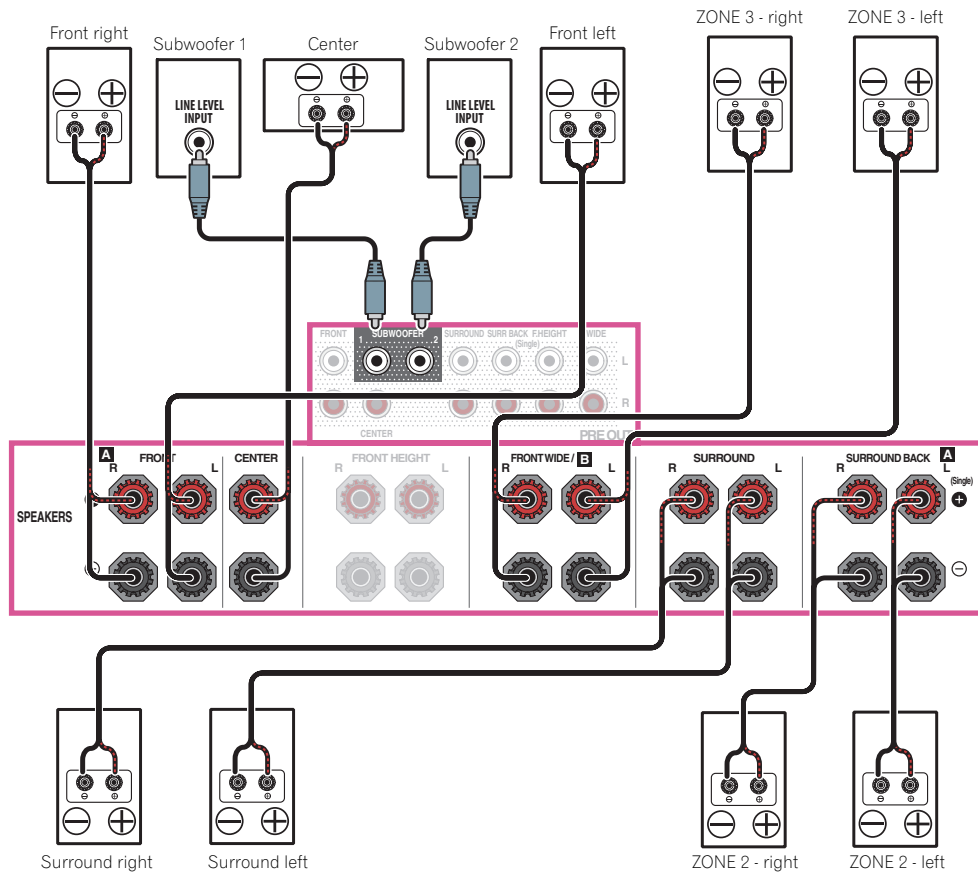 Front right
Subwoofer 1
Center
Subwoofer 2
Front left
ZONE 3 - right
ZONE 3 - left
LINE LEVEL
INPUT
LINE LEVEL
INPUT
FRONT
SUBWOOFER
1
2
SURROUND
SURR BACK
(Single)
F.HEIGHT
WIDE
L
R
CENTER
PRE OUT
SPEAKERS
A
R
FRONT
L
CENTER
FRONT HEIGHT
R
L
FRONT WIDE / B
R
L
SURROUND
R
L
SURROUND BACK
R
A
L
(Single)
Surround right
Surround left
ZONE 2 - right
ZONE 2 - left